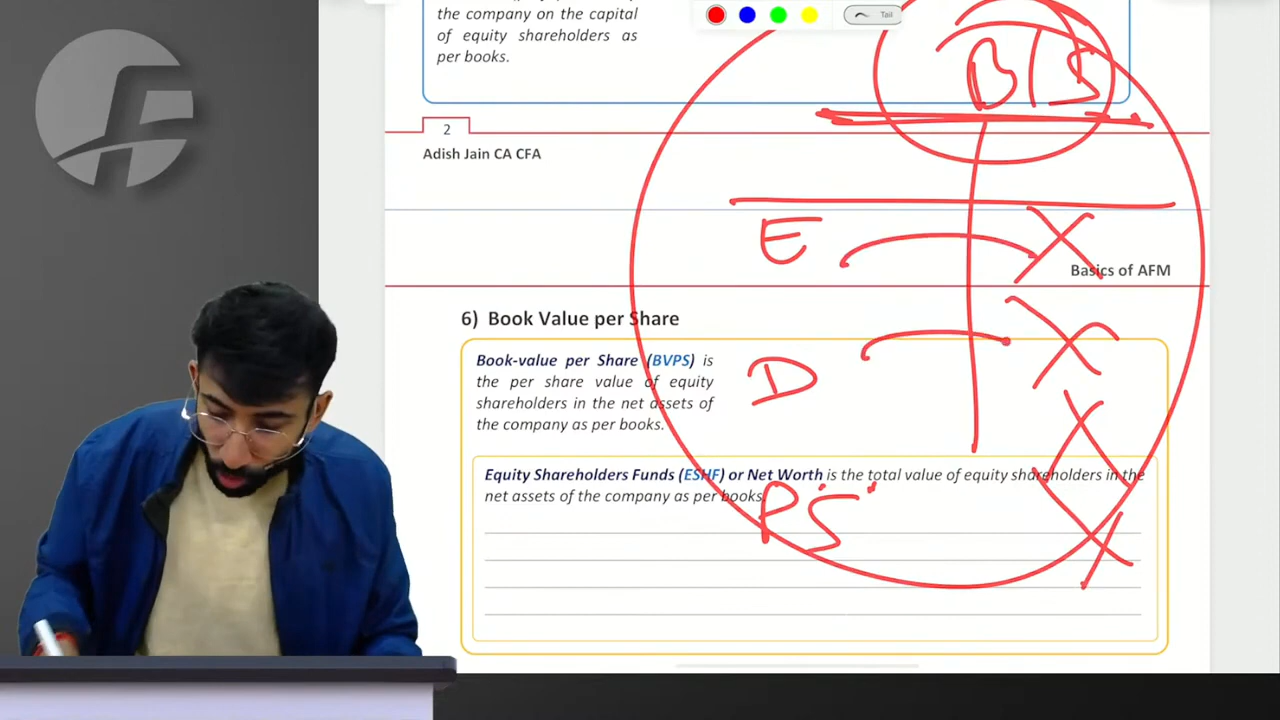 the company on the capital
of equity shareholders as
per books.
Tail
B/S
2
Adish Jain CA CFA
E
Basics of AFM
6) Book Value per Share
Book-value per Share (BVPS) is
the per share value of equity
shareholders in the net assets of
the company as per books.
D
Equity Shareholders Funds (ESHF) or Net Worth is the total value of equity shareholders in the
net assets of the company as per books.
PS